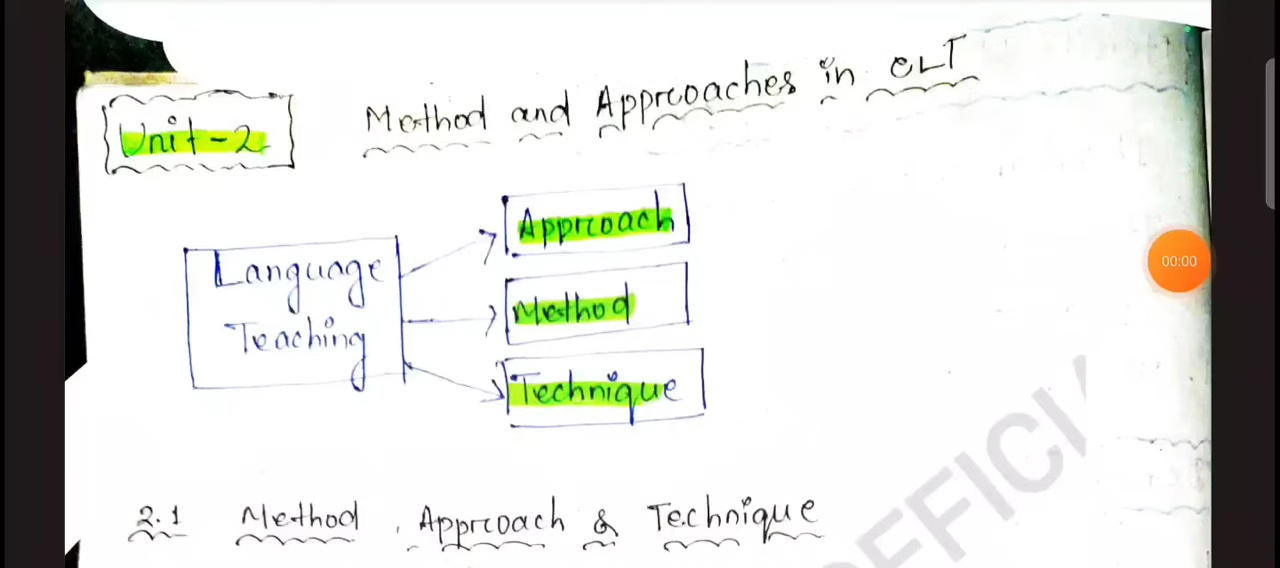 Unit-2
Method and Approaches in ELT
Approach
Language
Teaching
Method
Technique
2.1 Method, Approach & Technique
OFFICI
00:00